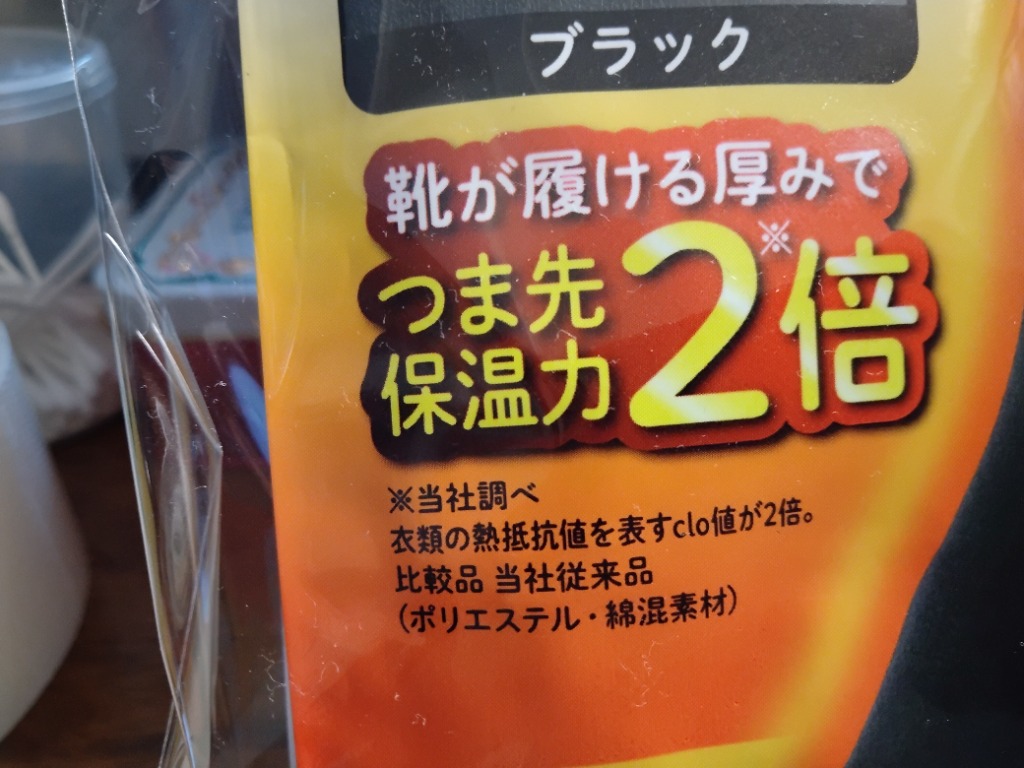 ブラック
靴が履ける厚みで
つま先
保温力2※倍
※当社調べ
衣類の熱抵抗値を表すclo値が2倍。
比較品 当社従来品
(ポリエステル・綿混素材)